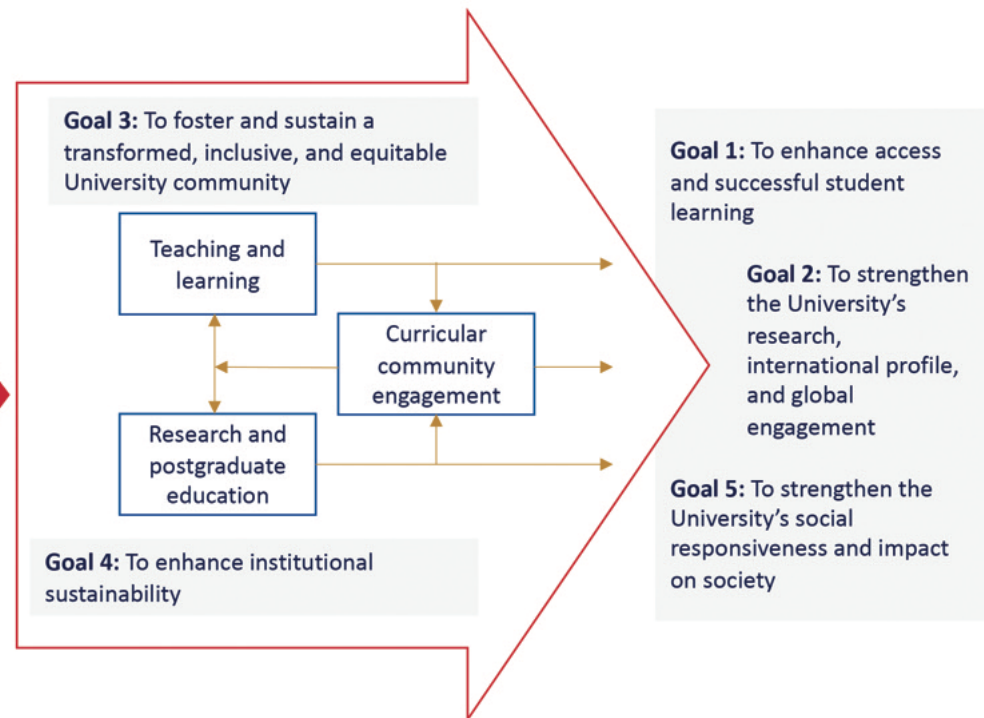 Goal 3: To foster and sustain a
transformed, inclusive, and equitable
University community
Teaching and
learning
Curricular
community
engagement
Research and
postgraduate
education
Goal 4: To enhance institutional
sustainability
Goal 1: To enhance access
and successful student
learning
Goal 2: To strengthen
the University’s
research,
international profile,
and global
engagement
Goal 5: To strengthen the
University’s social
responsiveness and impact
on society